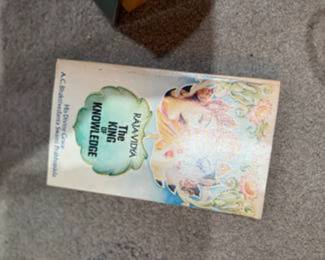 RAJA-VIDYA
The
KING
OF
KNOWLEDGE
His Divine Grace
A.C. Bhaktivedanta Swami Prabhupāda